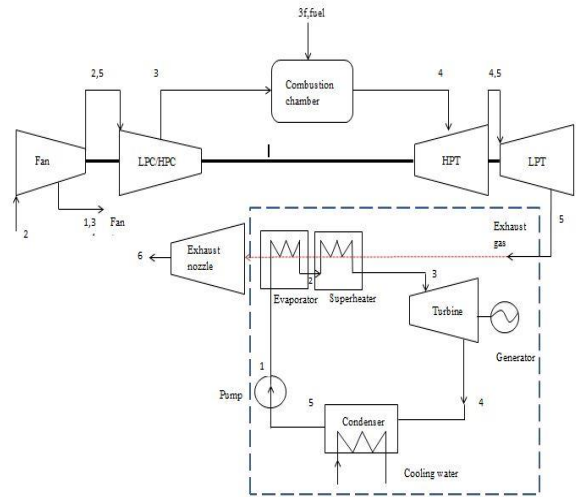 3f,fuel
2,5
3
4
4,5
Combustion
chamber
Fan
LPC/HPC
HPT
LPT
1,3 Fan
2
5
Exhaust
gas
6
Exhaust
nozzle
2
3
Evaporator
Superheater
Turbine
Generator
1
Pump
5
4
Condenser
Cooling water